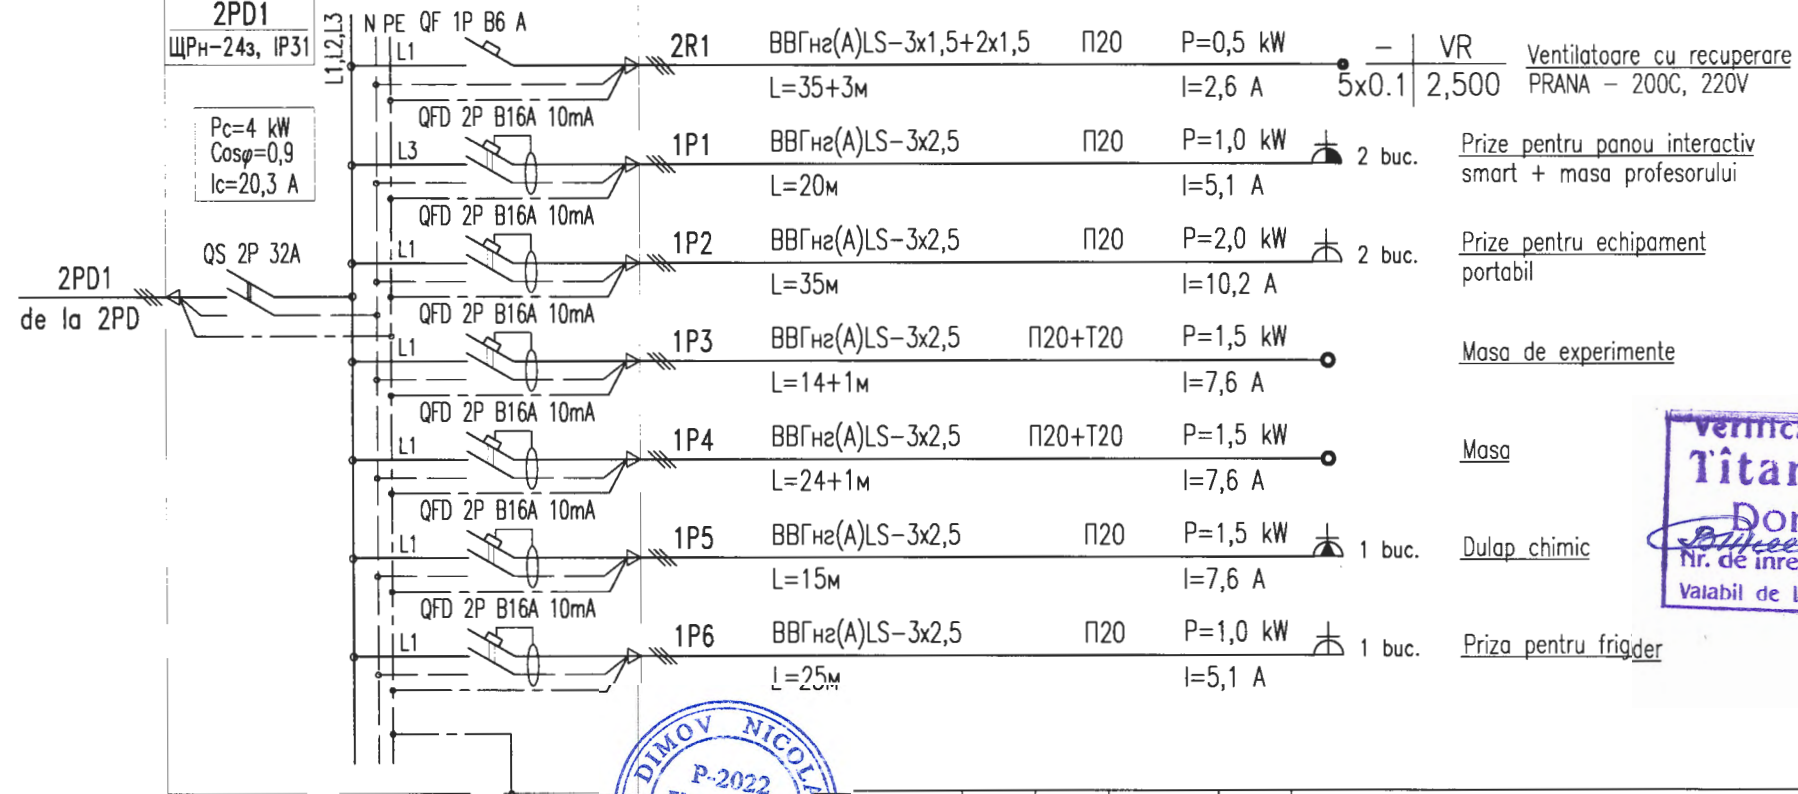 2PD1
ЩРн-24з, IP31
L1,L2,L3
N PE
QF 1P B6 A
L1
2R1
ВВГнг(А)LS-3x1,5+2x1,5
П20
P=0,5 kW
L=35+3м
I=2,6 A
–
VR
5x0.1
2,500
Ventilatoare cu recuperare
PRANA – 200C, 220V
Pc=4 kW
Cosφ=0,9
Ic=20,3 A
QFD 2P B16A 10mA
L3
1P1
ВВГнг(А)LS-3x2,5
П20
P=1,0 kW
L=20м
I=5,1 A
2 buc.
Prize pentru panou interactiv
smart + masa profesorului
QFD 2P B16A 10mA
L1
1P2
ВВГнг(А)LS-3x2,5
П20
P=2,0 kW
L=35м
I=10,2 A
2 buc.
Prize pentru echipament
portabil
QS 2P 32A
2PD1
de la 2PD
QFD 2P B16A 10mA
L1
1P3
ВВГнг(А)LS-3x2,5
П20+Т20
P=1,5 kW
L=14+1м
I=7,6 A
Masa de experimente
QFD 2P B16A 10mA
L1
1P4
ВВГнг(А)LS-3x2,5
П20+Т20
P=1,5 kW
L=24+1м
I=7,6 A
Masa
QFD 2P B16A 10mA
L1
1P5
ВВГнг(А)LS-3x2,5
П20
P=1,5 kW
L=15м
I=7,6 A
1 buc.
Dulap chimic
QFD 2P B16A 10mA
L1
1P6
ВВГнг(А)LS-3x2,5
П20
P=1,0 kW
L=25м
I=5,1 A
1 buc.
Priza pentru frigider
Nr. de înre
Valabil de
DIMOV NICOLA
P-2022